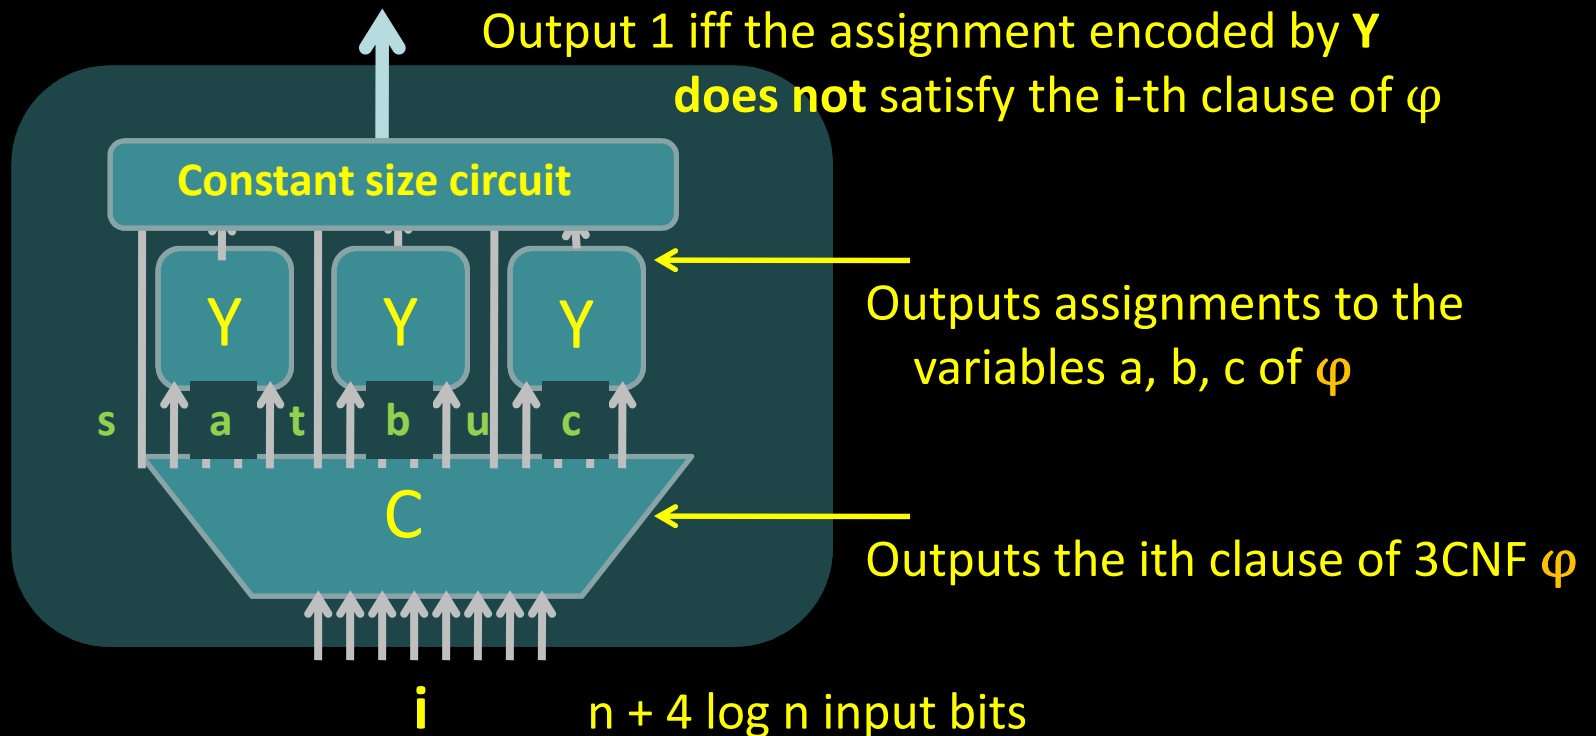 Output 1 iff the assignment encoded by Y
does not satisfy the i-th clause of φ
Constant size circuit
Y Y Y
Outputs assignments to the
variables a, b, c of φ
s a t b u c
C
Outputs the ith clause of 3CNF φ
i n + 4 log n input bits